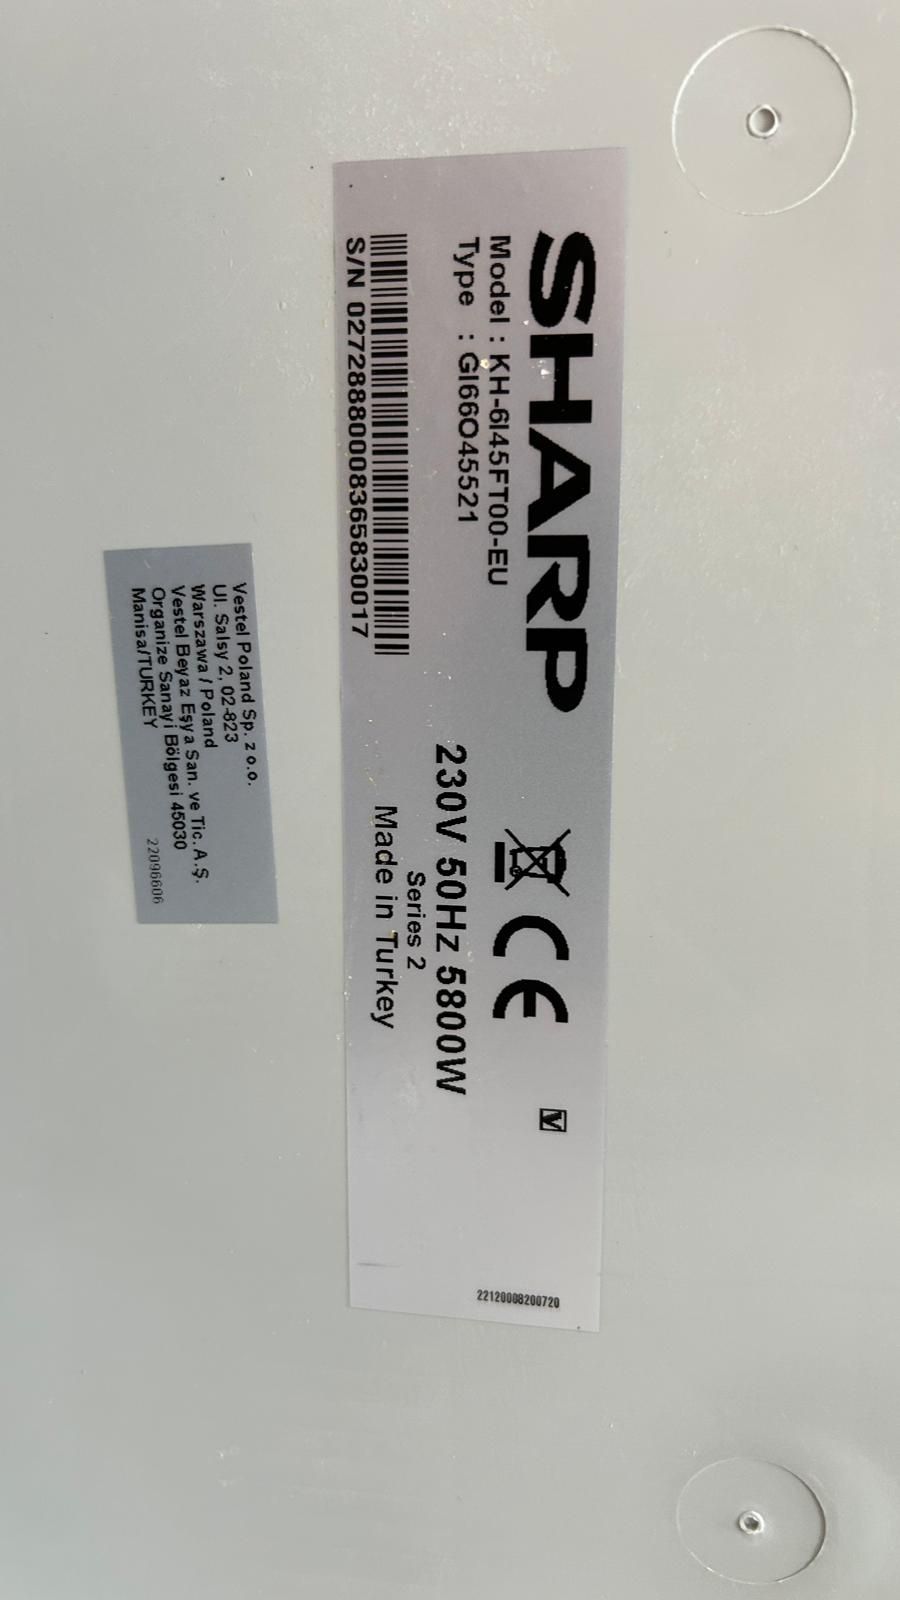 SHARP
Model : KH-6I45FT00-EU
Type : GI66O45521
S/N 0272888000083658​30017
230V 50Hz 5800W
Series 2
Made in Turkey
V
22120008200720
Vestel Poland Sp. z o.o.
Ul. Salsy 2, 02-823
Warszawa / Poland
Vestel Beyaz Eşya San. ve Tic. A.Ş.
Organize Sanayi Bölgesi 45030
Manisa/TURKEY
22096606